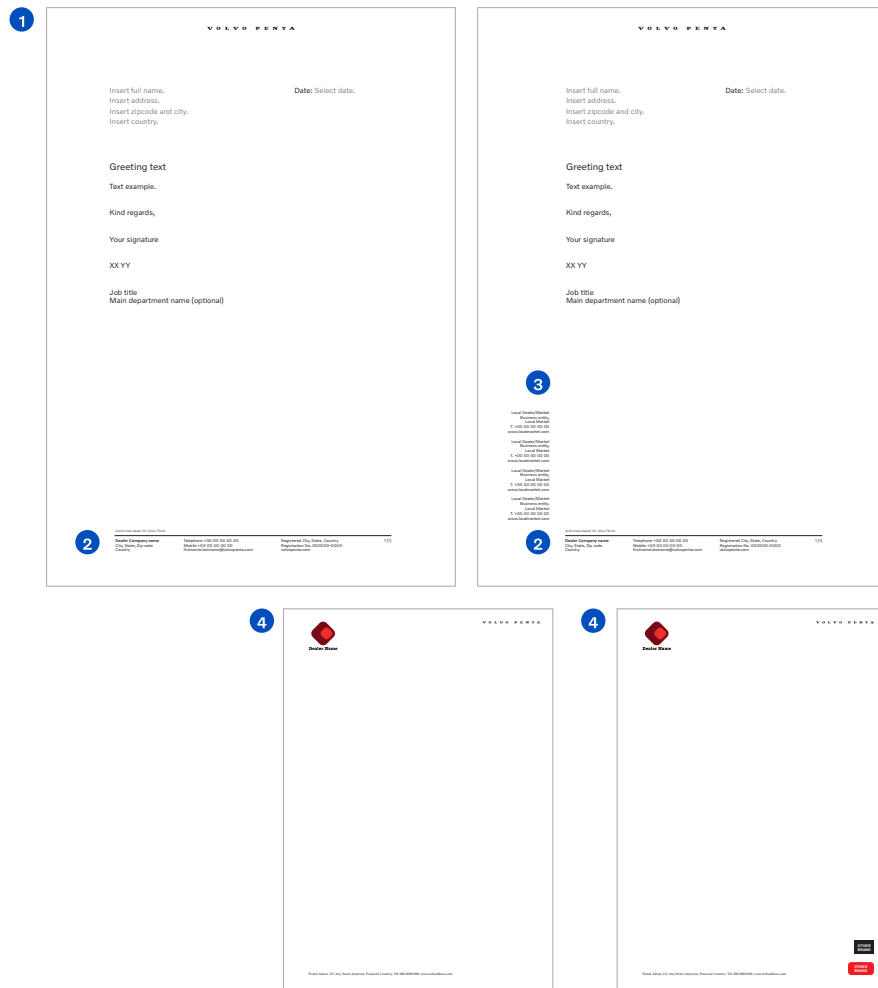 1
VOLVO PENTA
Insert full name.
Insert address.
Insert zipcode and city.
Insert country.
Date: Select date.
Greeting text
Text example.
Kind regards,
Your signature
XX YY
Job title
Main department name (optional)
2
Authorized dealer for Volvo Penta
Dealer Company name
City, State, Zip code
Country
Telephone +00 00 00 00 00
Mobile +00 00 00 00 00
firstname.lastname@volvopenta.com
Registered City, State, Country
Registration No. 000000-0000
volvopenta.com
1(1)
VOLVO PENTA
Insert full name.
Insert address.
Insert zipcode and city.
Insert country.
Date: Select date.
Greeting text
Text example.
Kind regards,
Your signature
XX YY
Job title
Main department name (optional)
3
Local Dealer/Market
Business entity,
Local Market
T. +00 00 00 00 00
www.localmarket.com
Local Dealer/Market
Business entity,
Local Market
T. +00 00 00 00 00
www.localmarket.com
Local Dealer/Market
Business entity,
Local Market
T. +00 00 00 00 00
www.localmarket.com
Local Dealer/Market
Business entity,
Local Market
T. +00 00 00 00 00
www.localmarket.com
2
Authorized dealer for Volvo Penta
Dealer Company name
City, State, Zip code
Country
Telephone +00 00 00 00 00
Mobile +00 00 00 00 00
firstname.lastname@volvopenta.com
Registered City, State, Country
Registration No. 000000-0000
volvopenta.com
1(1)
4
Dealer Name
VOLVO PENTA
4
Dealer Name
VOLVO PENTA
OTHER
BRAND
OTHER
BRAND